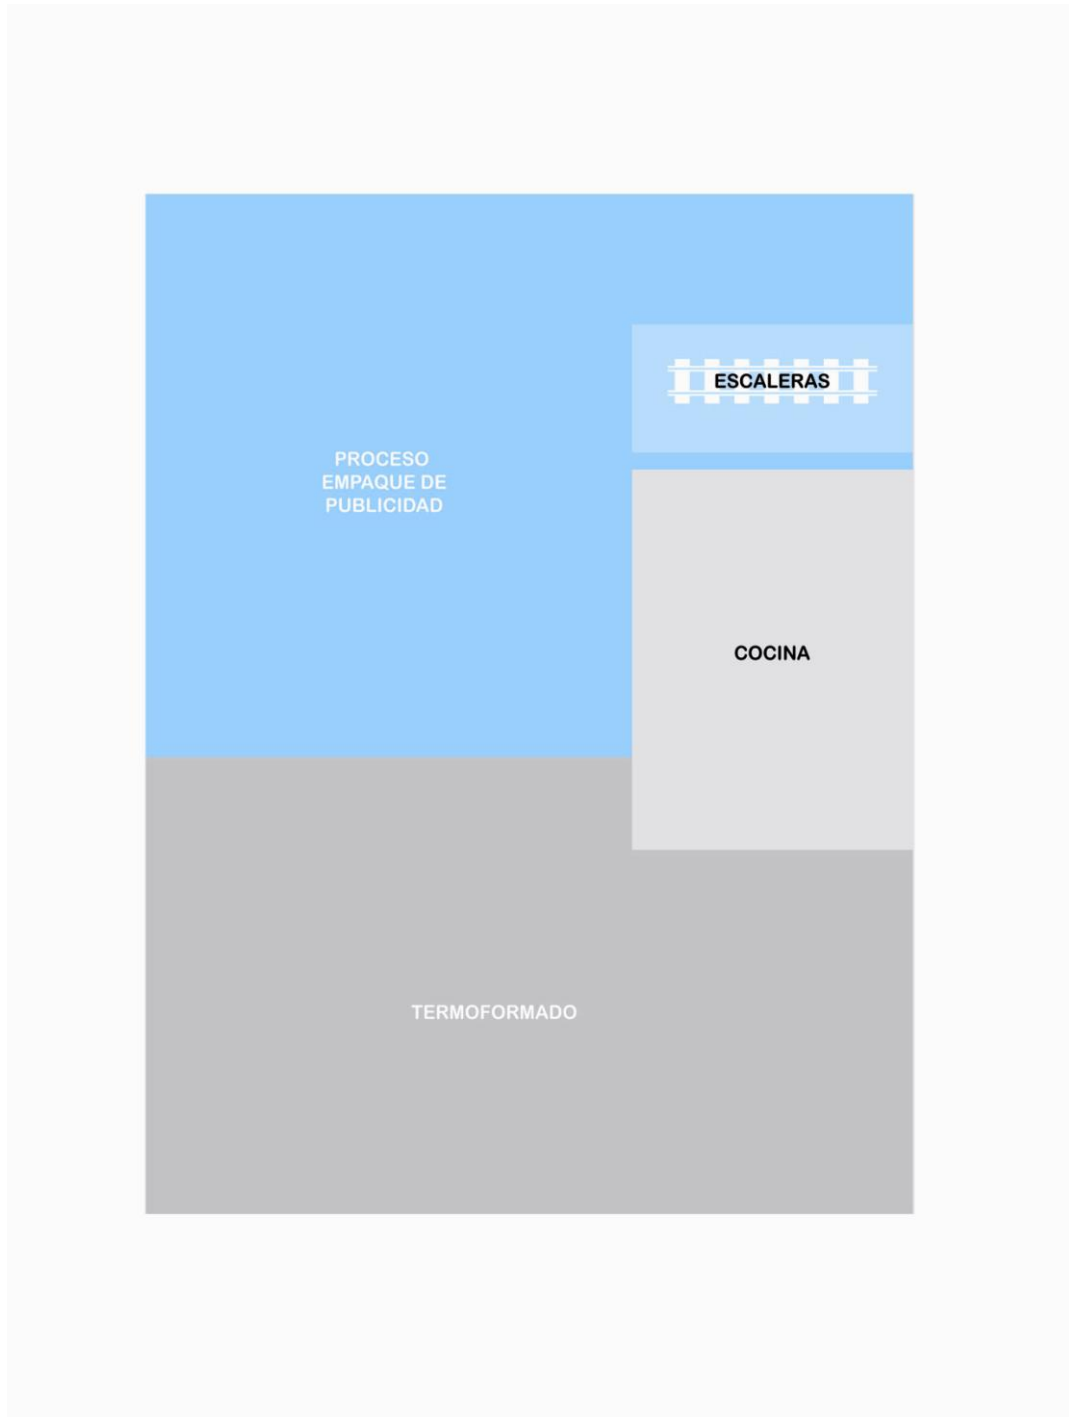 ESCALERAS
PROCESO
EMPAQUE DE
PUBLICIDAD
COCINA
TERMOFORMADO